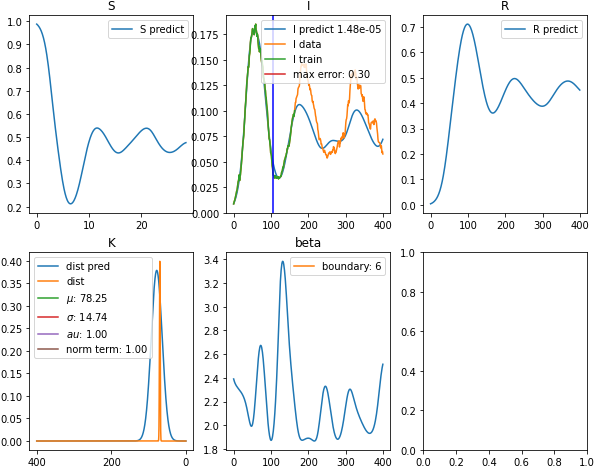 S
S predict
1.0
0.9
0.8
0.7
0.6
0.5
0.4
0.3
0.2
0 10 20
I
I predict 1.48e-05
I data
I train
max error: 0.30
0.175
0.150
0.125
0.100
0.075
0.050
0.025
0.000
0 100 200 300 400
R
R predict
0.7
0.6
0.5
0.4
0.3
0.2
0.1
0.0
0 100 200 300 400
K
dist pred
dist
μ: 78.25
σ: 14.74
au: 1.00
norm term: 1.00
0.40
0.35
0.30
0.25
0.20
0.15
0.10
0.05
0.00
400 200 0
beta
boundary: 6
3.4
3.2
3.0
2.8
2.6
2.4
2.2
2.0
1.8
0 100 200 300 400
1.0
0.8
0.6
0.4
0.2
0.0
0.0 0.2 0.4 0.6 0.8 1.0